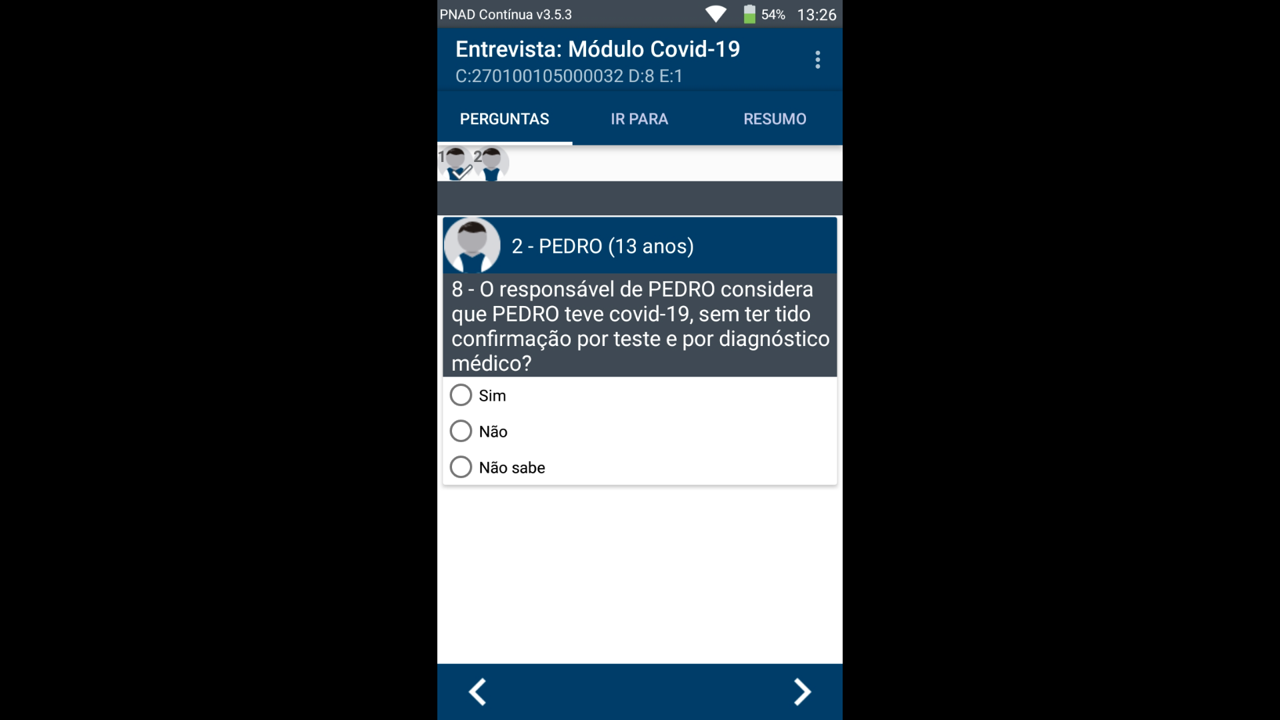 PNAD Contínua v3.5.3 54% 13:26
Entrevista: Módulo Covid-19
C:270100105000032 D:8 E:1
PERGUNTAS IR PARA RESUMO
1 2
2 - PEDRO (13 anos)
8 - O responsável de PEDRO considera
que PEDRO teve covid-19, sem ter tido
confirmação por teste e por diagnóstico
médico?
Sim
Não
Não sabe